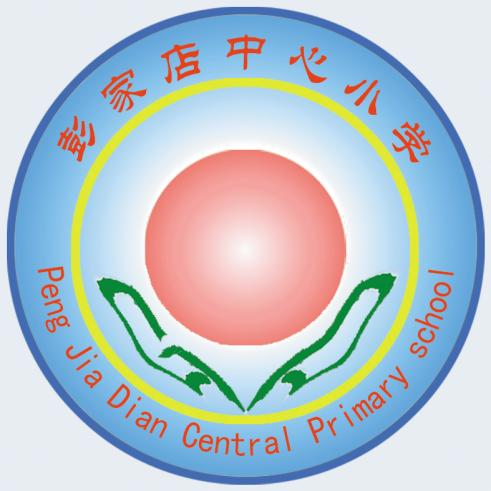 彭家店中心小学
Peng Jia Dian Central Primary school